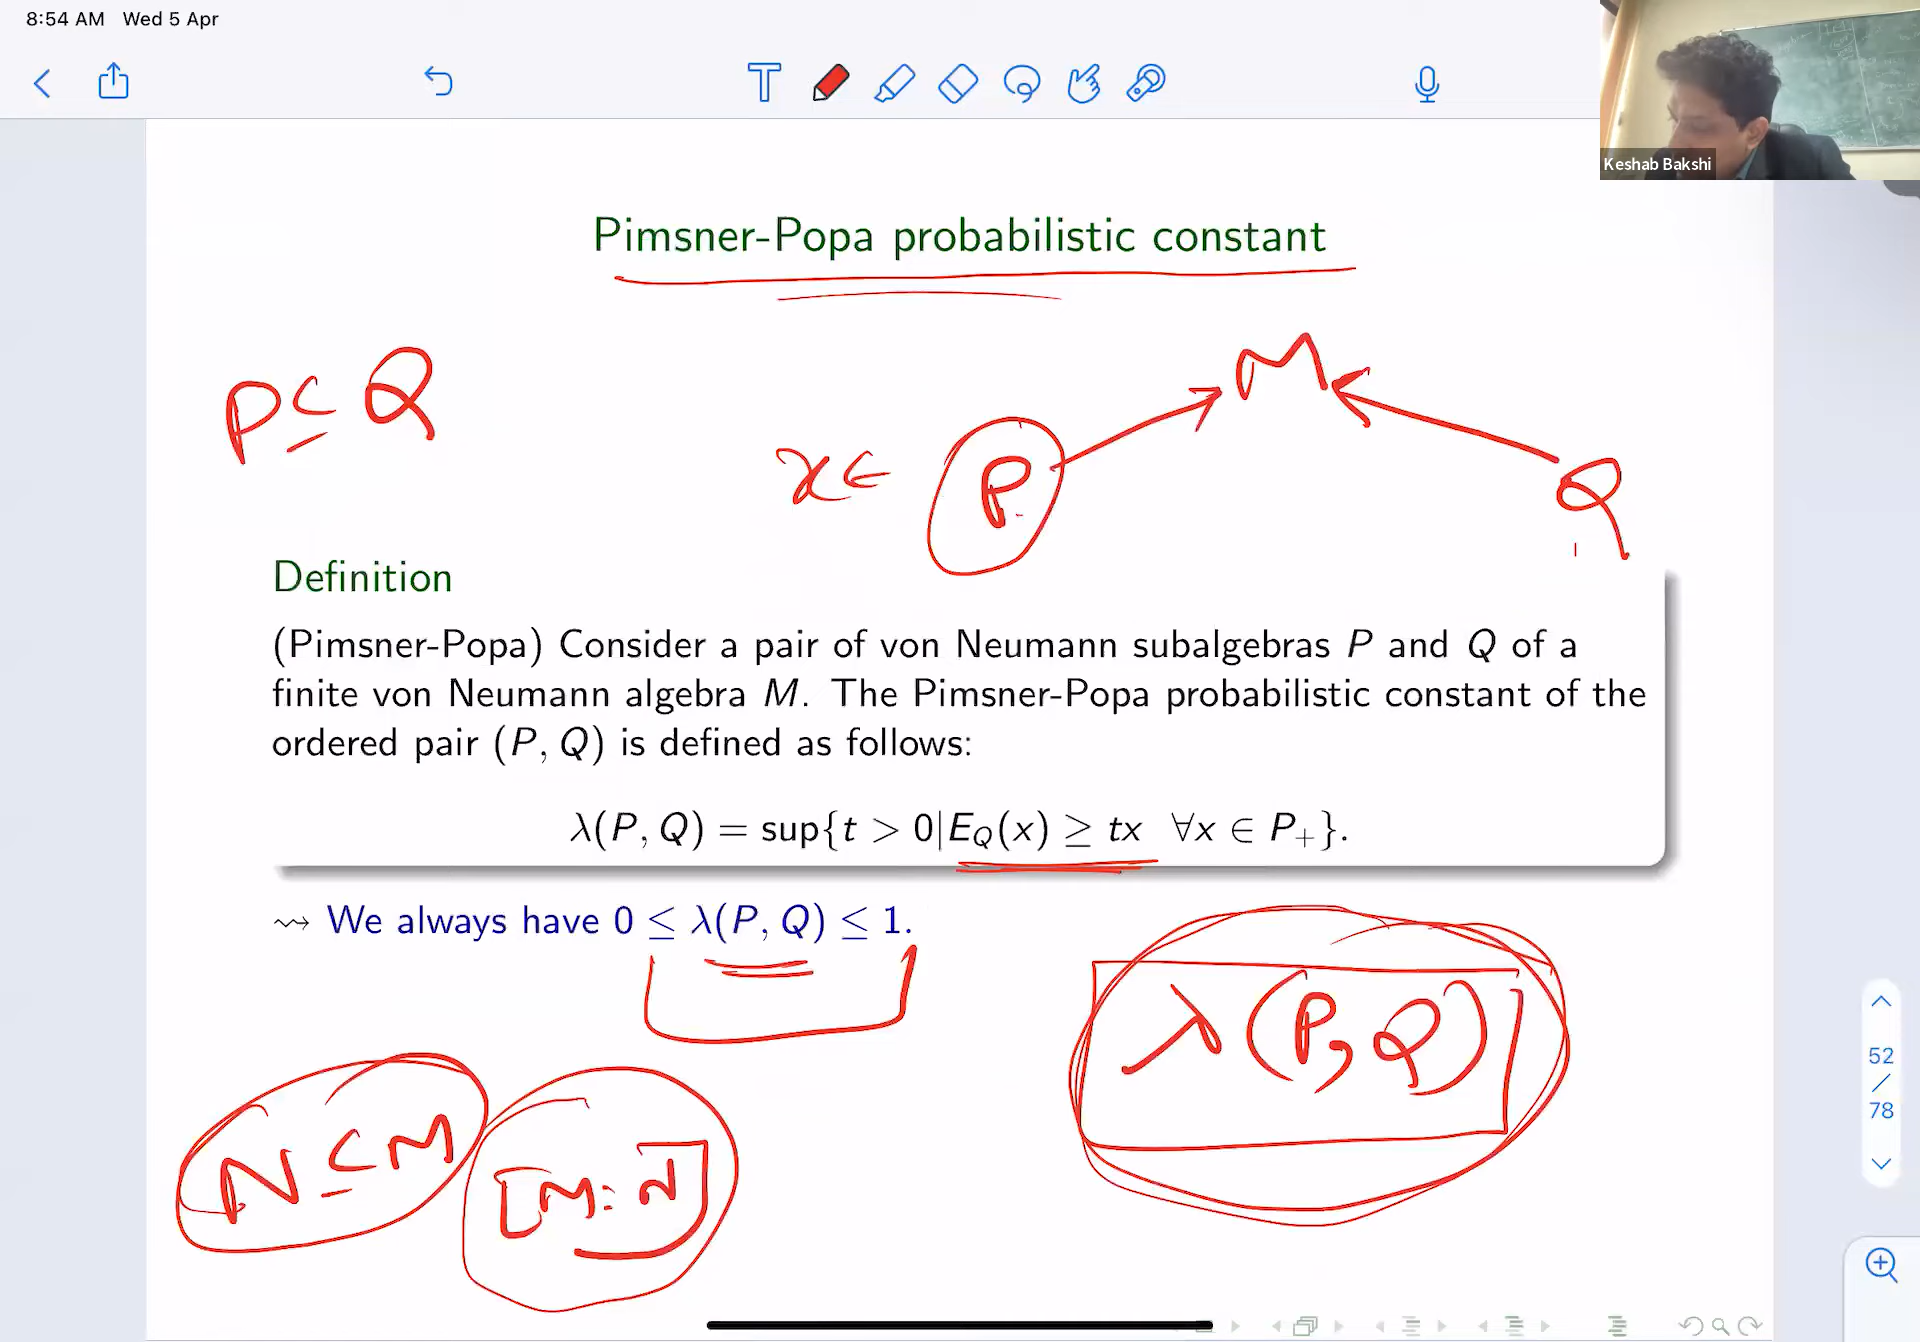 8:54 AM Wed 5 Apr
T
Keshab Bakshi
Pimsner-Popa probabilistic constant
P ⊆ Q
M
x ∈ P
Q
Definition
(Pimsner-Popa) Consider a pair of von Neumann subalgebras P and Q of a
finite von Neumann algebra M. The Pimsner-Popa probabilistic constant of the
ordered pair (P, Q) is defined as follows:
λ(P, Q) = sup{t > 0|E_Q(x) ≥ tx ∀x ∈ P₊}.
⇝ We always have 0 ≤ λ(P, Q) ≤ 1.
λ(P, Q)
N ⊆ M
[M:N]
52
/
78